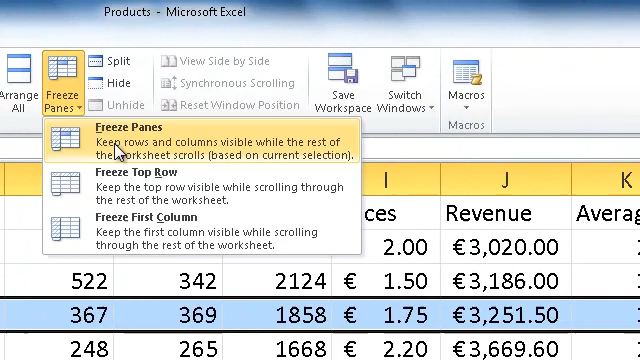 Products - Microsoft Excel
Split
View Side by Side
Hide
Synchronous Scrolling
Arrange All
Freeze Panes
Unhide
Reset Window Position
Save Workspace
Switch Windows
Macros
Macros
Freeze Panes
Keep rows and columns visible while the rest of
the worksheet scrolls (based on current selection).
Freeze Top Row
Keep the top row visible while scrolling through
the rest of the worksheet.
Freeze First Column
Keep the first column visible while scrolling
through the rest of the worksheet.
I J K
ces Revenue Averag
2.00 €3,020.00
522 342 2124 € 1.50 €3,186.00
367 369 1858 € 1.75 €3,251.50
248 265 1668 € 2.20 €3,669.60